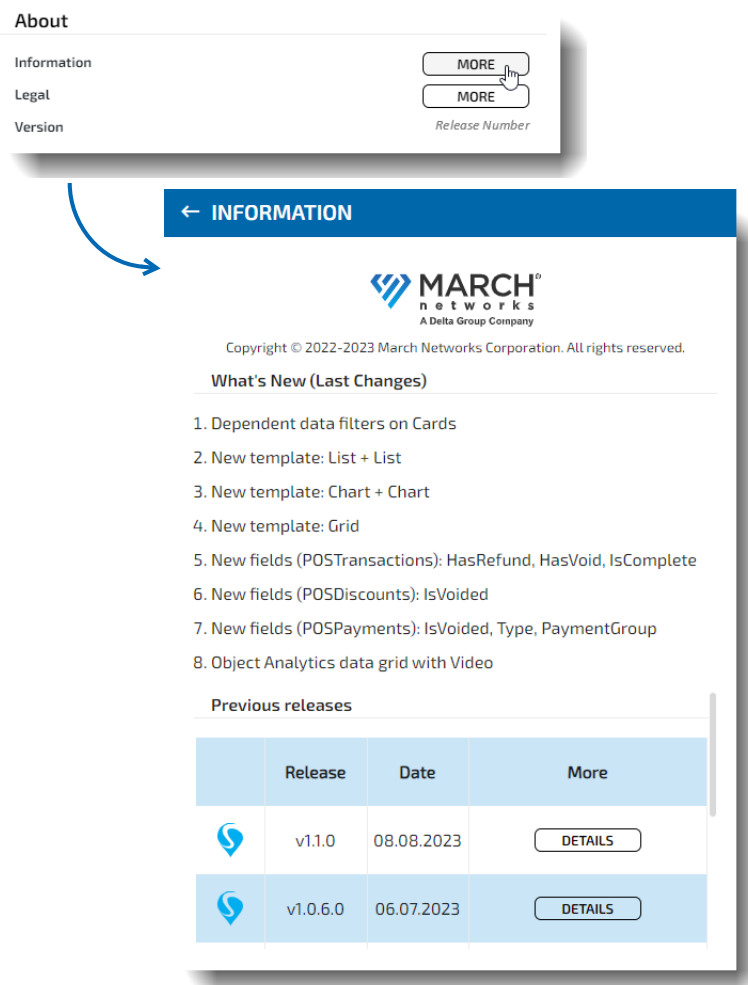 About
Information MORE
Legal MORE
Version Release Number
← INFORMATION
MARCH
networks
A Delta Group Company
Copyright © 2022-2023 March Networks Corporation. All rights reserved.
What's New (Last Changes)
1. Dependent data filters on Cards
2. New template: List + List
3. New template: Chart + Chart
4. New template: Grid
5. New fields (POSTransactions): HasRefund, HasVoid, IsComplete
6. New fields (POSDiscounts): IsVoided
7. New fields (POSPayments): IsVoided, Type, PaymentGroup
8. Object Analytics data grid with Video
Previous releases
Release Date More
v1.1.0 08.08.2023 DETAILS
v1.0.6.0 06.07.2023 DETAILS